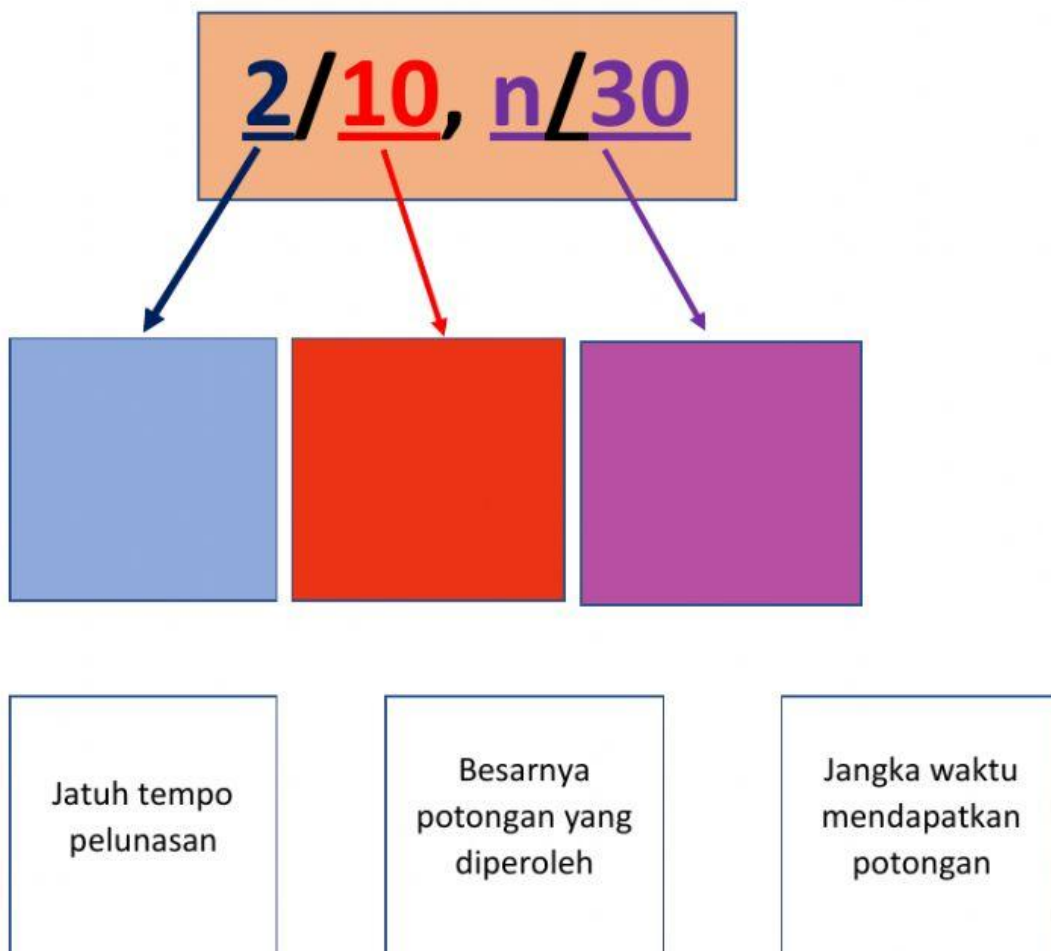 2/10, n/30
Jatuh tempo
pelunasan
Besarnya
potongan yang
diperoleh
Jangka waktu
mendapatkan
potongan